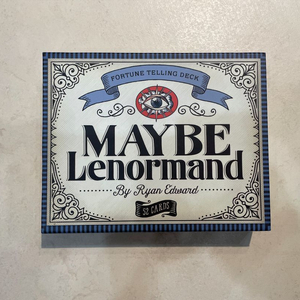 FORTUNE TELLING DECK
MAYBE
Lenormand
By Ryan Edward
52 CARDS